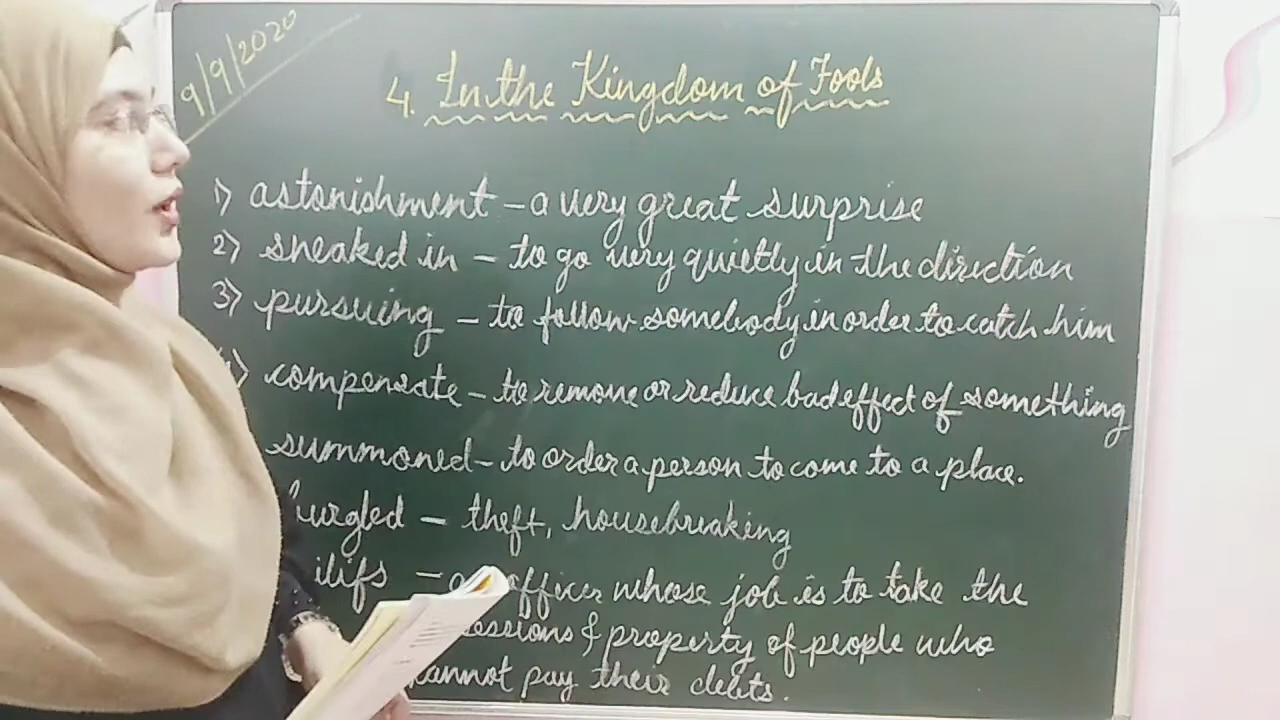 9/9/2020
4. In the Kingdom of Fools
1) astonishment - a very great surprise
2) sneaked in - to go very quietly in the direction
3) pursuing - to follow somebody in order to catch him
compensate - to remove or reduce bad effect of something
summoned - to order a person to come to a place.
burgled - theft, housebreaking
ilifs - officer whose job is to take the
sessions & property of people who
cannot pay their debts.